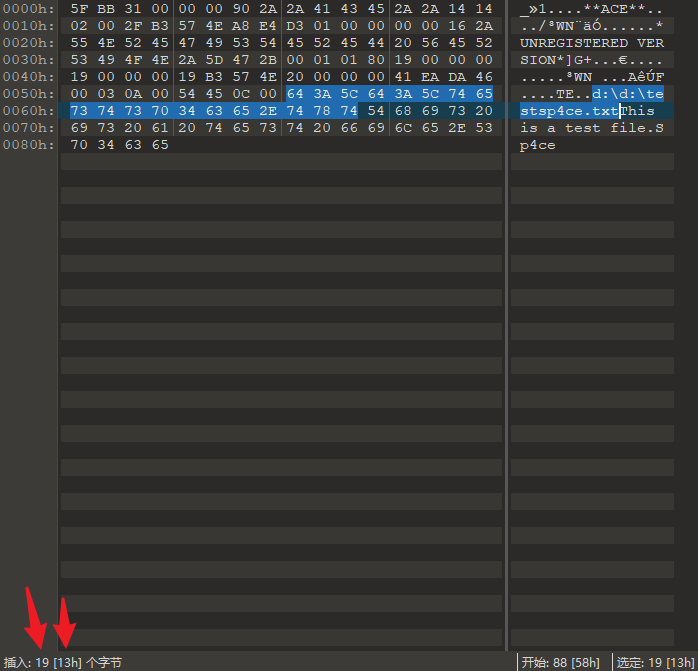 0000h: 5F BB 31 00 00 00 90 2A 2A 41 43 45 2A 2A 14 14 _»1....**ACE**..
0010h: 02 00 2F B3 57 4E A8 E4 D3 01 00 00 00 00 16 2A ../³WN¨äÓ......*
0020h: 55 4E 52 45 47 49 53 54 45 52 45 44 20 56 45 52 UNREGISTERED VER
0030h: 53 49 4F 4E 2A 5D 47 2B 00 01 01 80 19 00 00 00 SION*]G+...€....
0040h: 19 00 00 00 19 B3 57 4E 20 00 00 00 41 EA DA 46 .....³WN ...AêÚF
0050h: 00 03 0A 00 54 45 0C 00 64 3A 5C 64 3A 5C 74 65 ....TE..d:\d:\te
0060h: 73 74 73 70 34 63 65 2E 74 78 74 54 68 69 73 20 stsp4ce.txtThis
0070h: 69 73 20 61 20 74 65 73 74 20 66 69 6C 65 2E 53 is a test file.S
0080h: 70 34 63 65 p4ce
插入: 19 [13h] 个字节 开始: 88 [58h] 选定: 19 [13h]